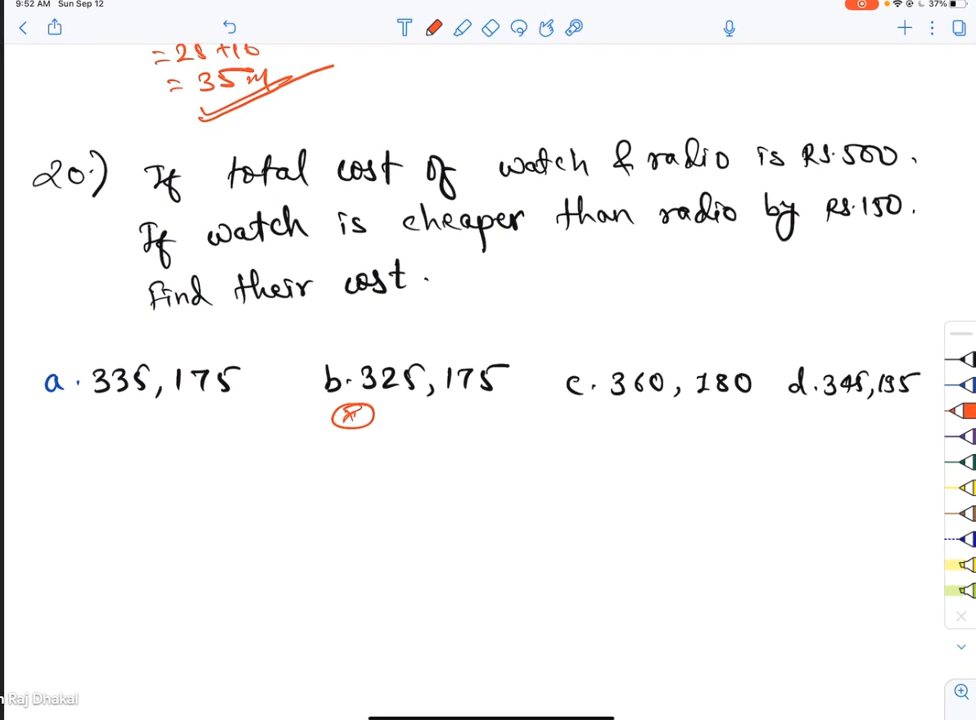 9:52 AM Sun Sep 12
37%
= 28 +10
= 35 m
20.) If total cost of watch & radio is RS.500.
If watch is cheaper than radio by RS.150.
find their cost.
a. 335, 175 b. 325, 175 c. 360, 180 d. 345, 195
Raj Dhakal